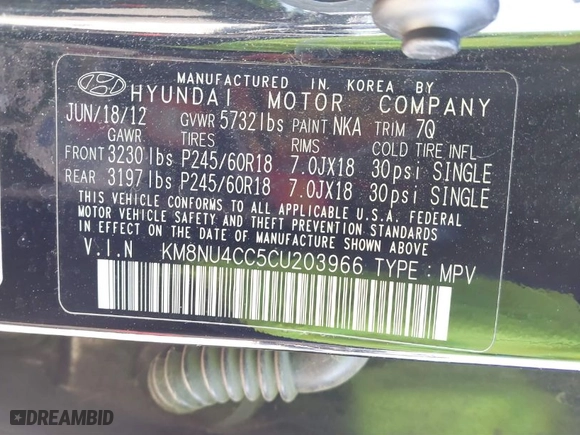 MANUFACTURED IN KOREA BY
HYUNDAI MOTOR COMPANY
JUN/18/12 GVWR 5732lbs PAINT NKA TRIM 7Q
GAWR TIRES RIMS COLD TIRE INFL
FRONT 3230lbs P245/60R18 7.0JX18 30psi SINGLE
REAR 3197lbs P245/60R18 7.0JX18 30psi SINGLE
THIS VEHICLE CONFORMS TO ALL APPLICABLE U.S.A. FEDERAL
MOTOR VEHICLE SAFETY AND THEFT PREVENTION STANDARDS
IN EFFECT ON THE DATE OF MANUFACTURE SHOWN ABOVE.
V.I.N KM8NU4CC5CU203966 TYPE : MPV
DREAMBID